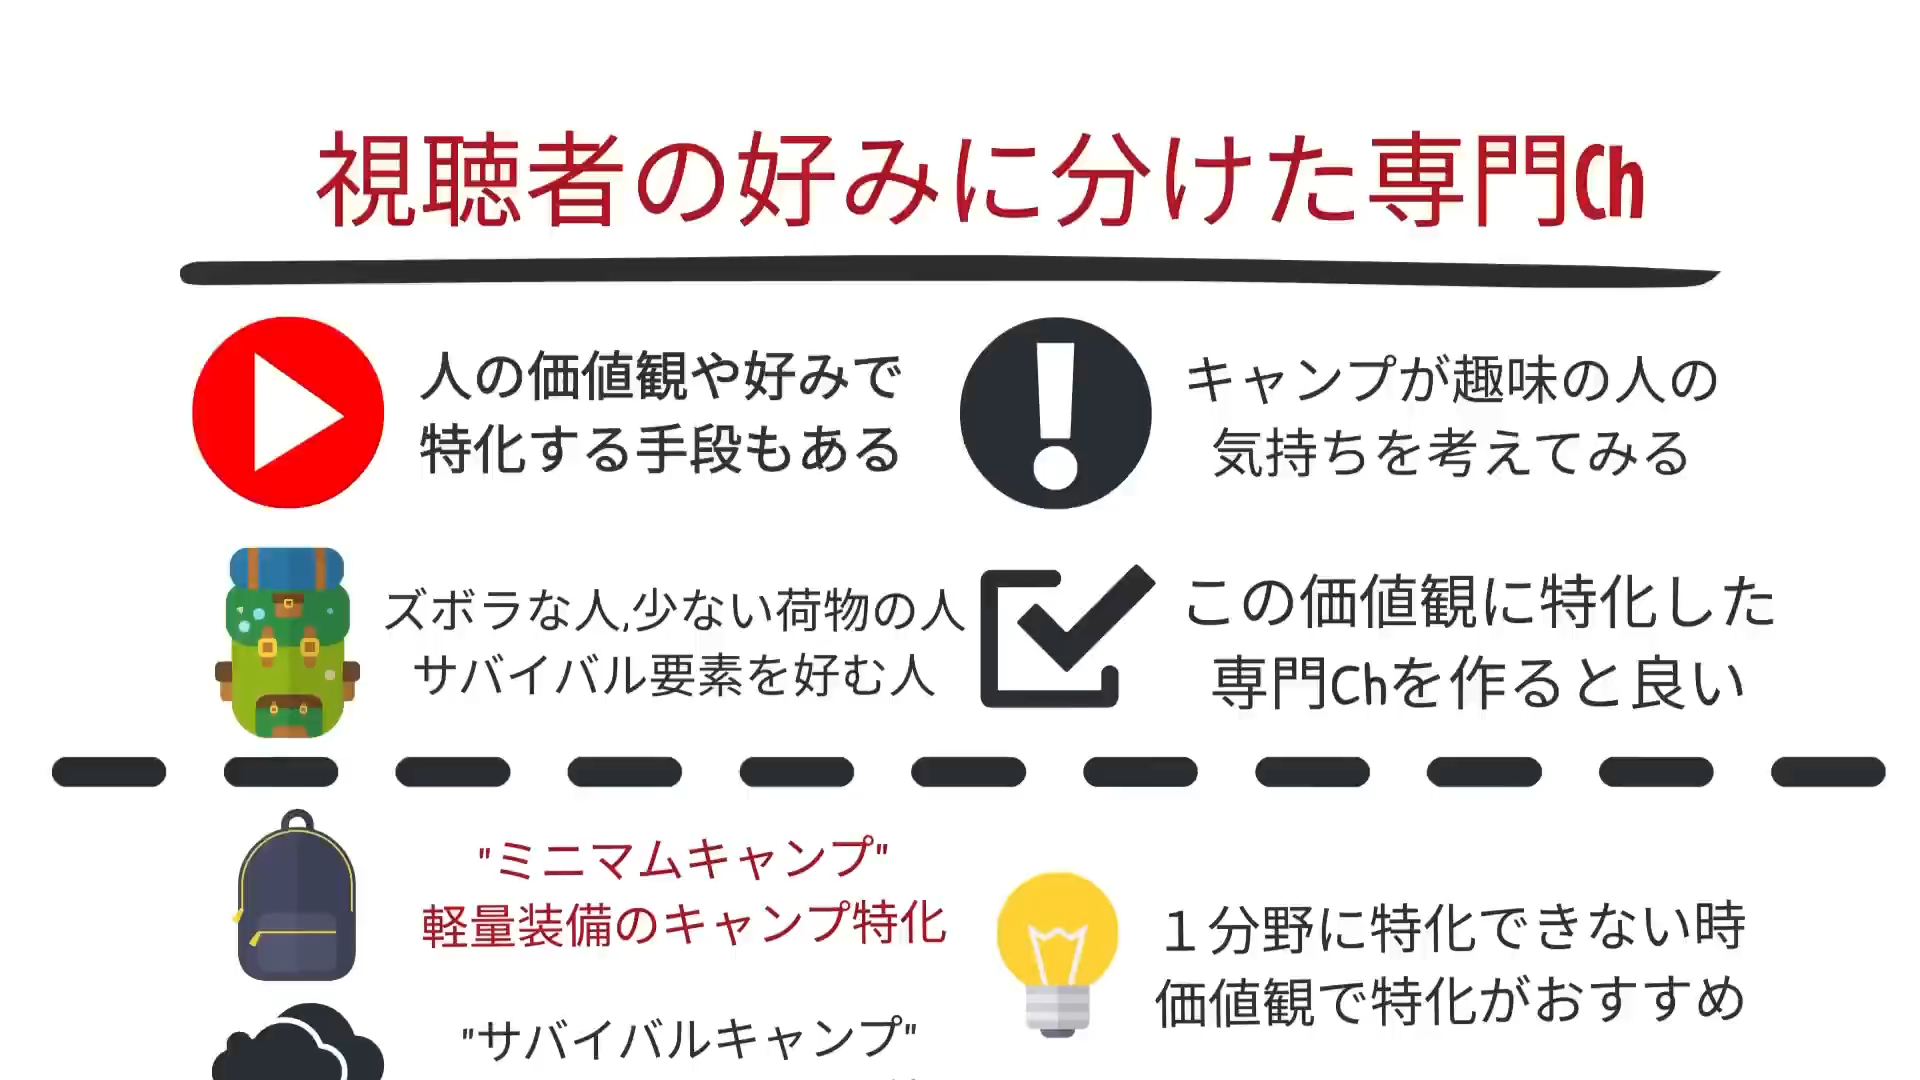 視聴者の好みに分けた専門Ch
人の価値観や好みで
特化する手段もある
キャンプが趣味の人の
気持ちを考えてみる
ズボラな人,少ない荷物の人
サバイバル要素を好む人
この価値観に特化した
専門Chを作ると良い
"ミニマムキャンプ"
軽量装備のキャンプ特化
"サバイバルキャンプ"
１分野に特化できない時
価値観で特化がおすすめ